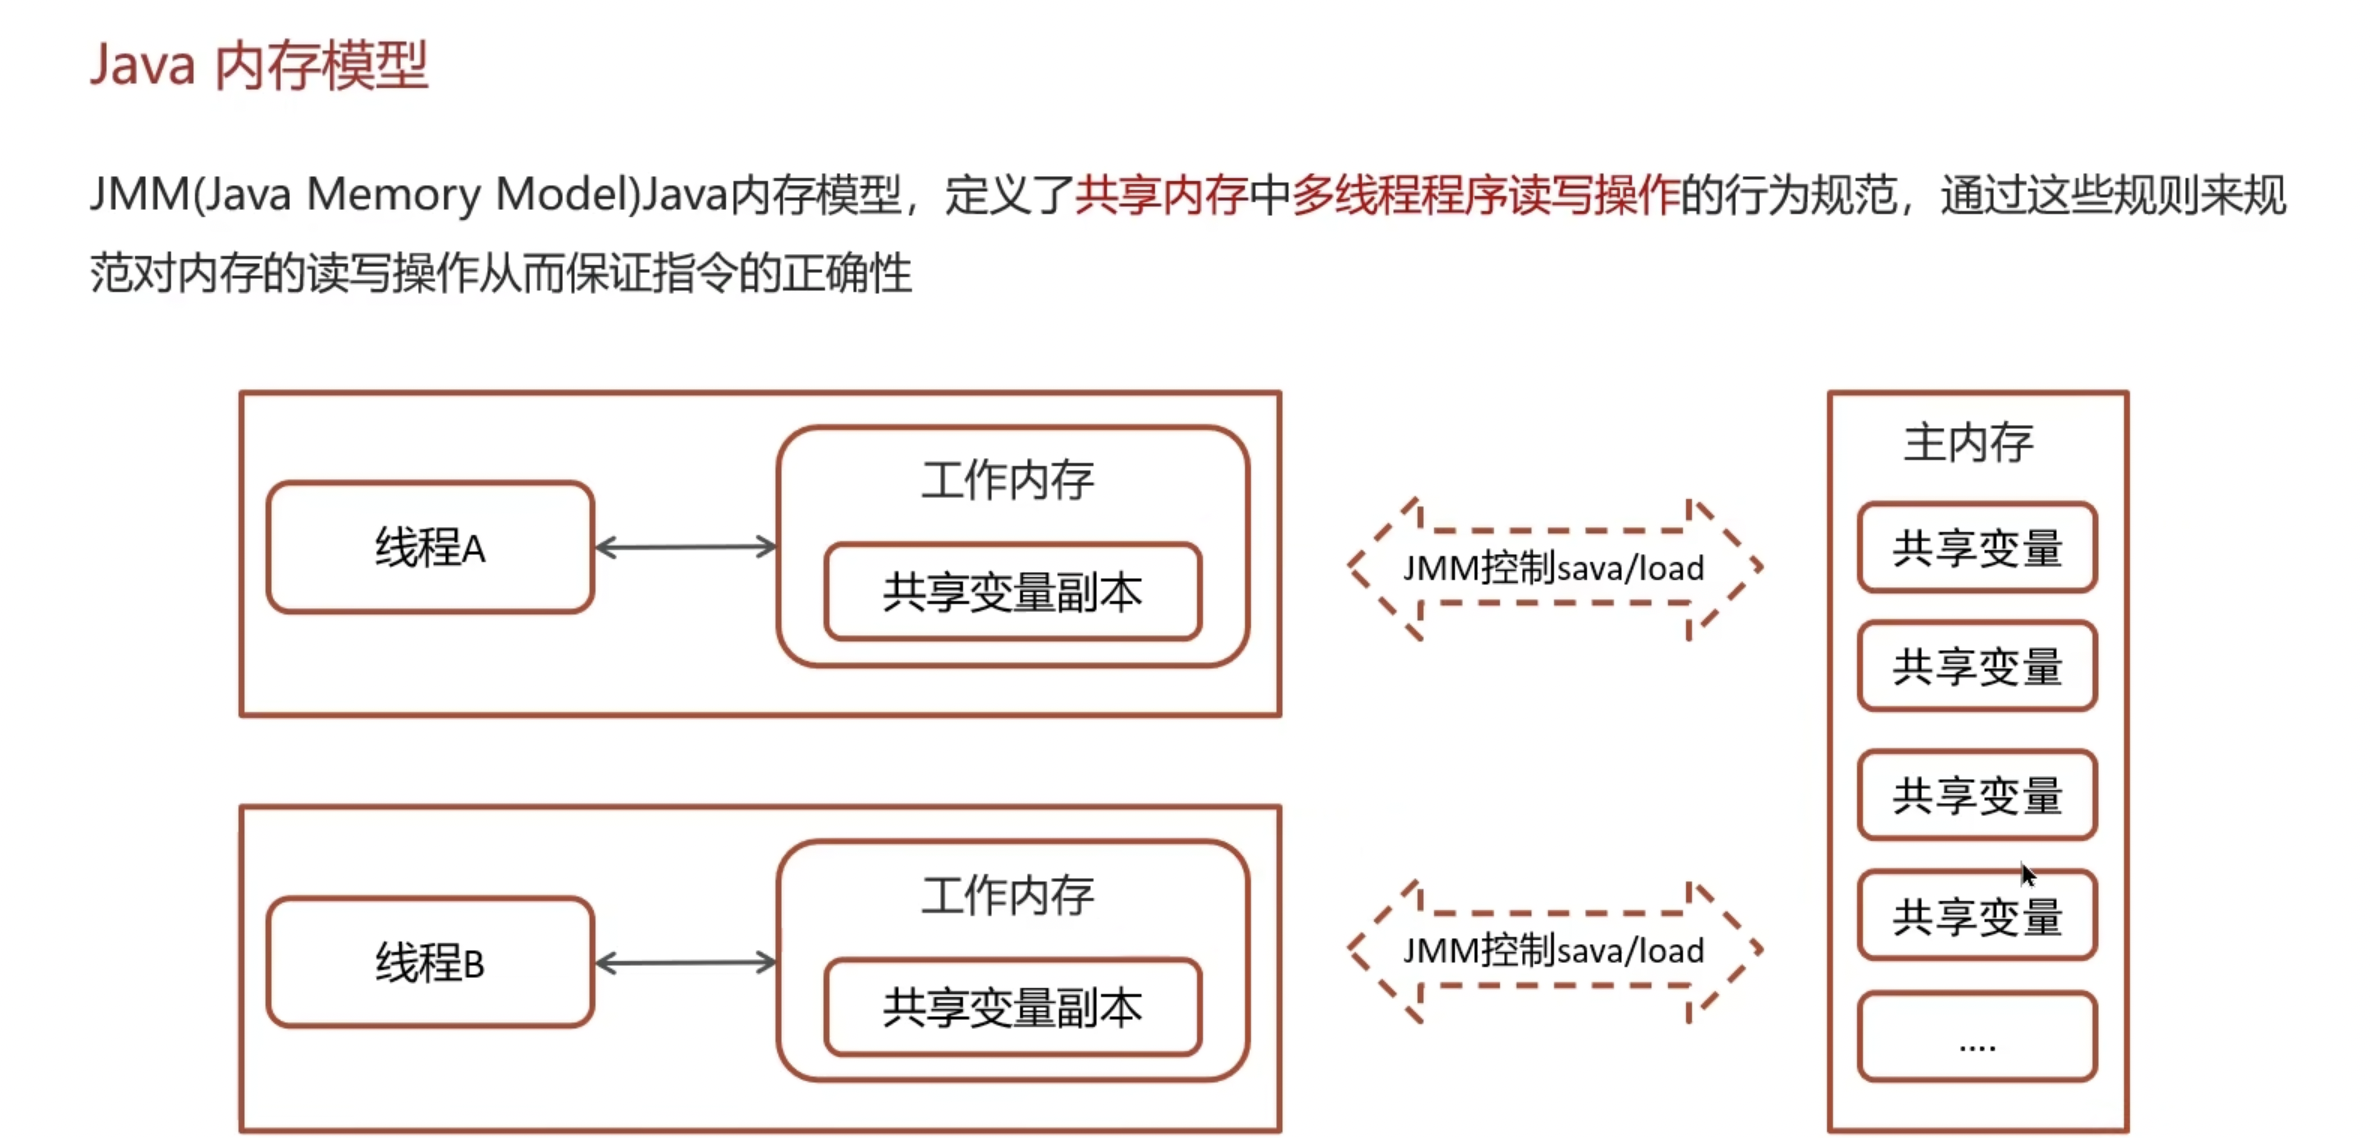 Java 内存模型
JMM(Java Memory Model)Java内存模型，定义了共享内存中多线程程序读写操作的行为规范，通过这些规则来规
范对内存的读写操作从而保证指令的正确性
线程A
工作内存
共享变量副本
JMM控制sava/load
线程B
工作内存
共享变量副本
JMM控制sava/load
主内存
共享变量
共享变量
共享变量
共享变量
....